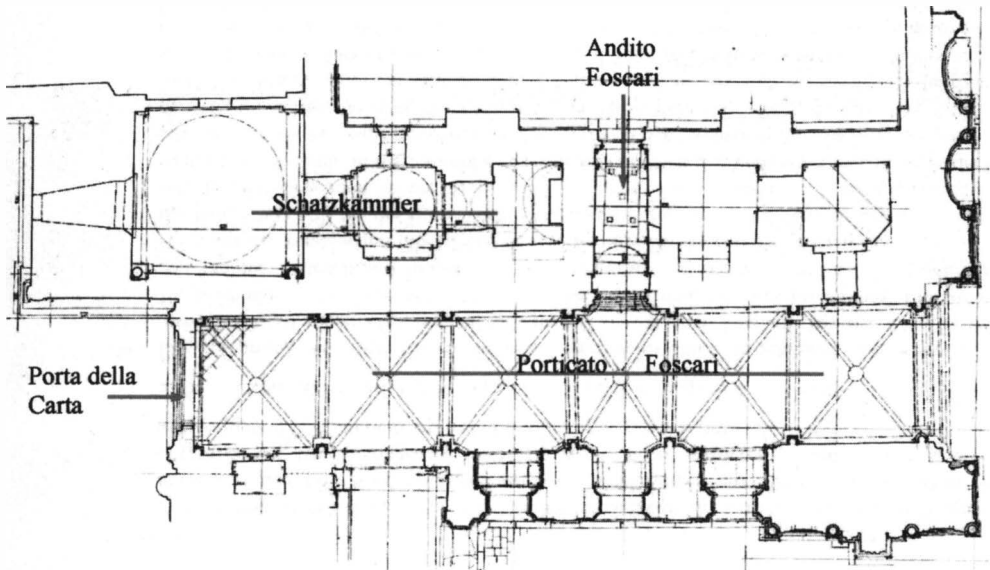 Andito
Foscari
Schatzkammer
Porticato Foscari
Porta della
Carta